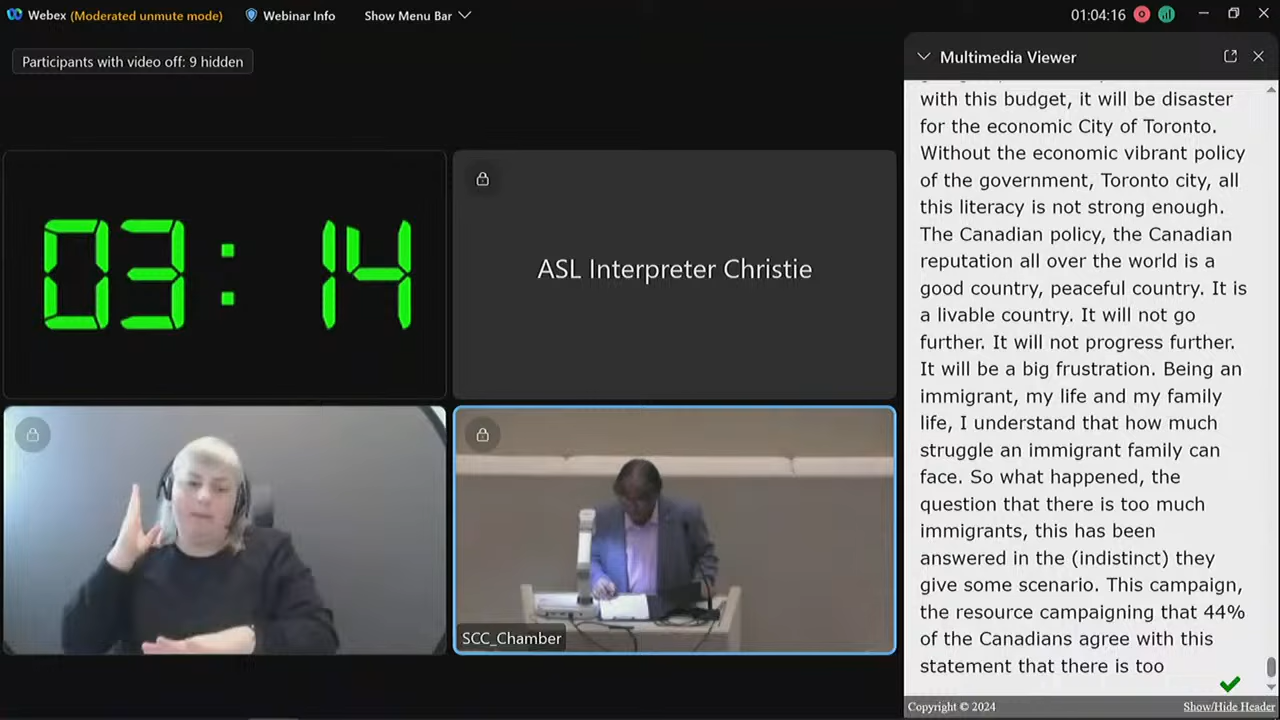 Webex (Moderated unmute mode) Webinar Info Show Menu Bar 01:04:16
Participants with video off: 9 hidden
03:14
ASL Interpreter Christie
SCC_Chamber
Multimedia Viewer
with this budget, it will be disaster
for the economic City of Toronto.
Without the economic vibrant policy
of the government, Toronto city, all
this literacy is not strong enough.
The Canadian policy, the Canadian
reputation all over the world is a
good country, peaceful country. It is
a livable country. It will not go
further. It will not progress further.
It will be a big frustration. Being an
immigrant, my life and my family
life, I understand that how much
struggle an immigrant family can
face. So what happened, the
question that there is too much
immigrants, this has been
answered in the (indistinct) they
give some scenario. This campaign,
the resource campaigning that 44%
of the Canadians agree with this
statement that there is too
Copyright © 2024 Show/Hide Header